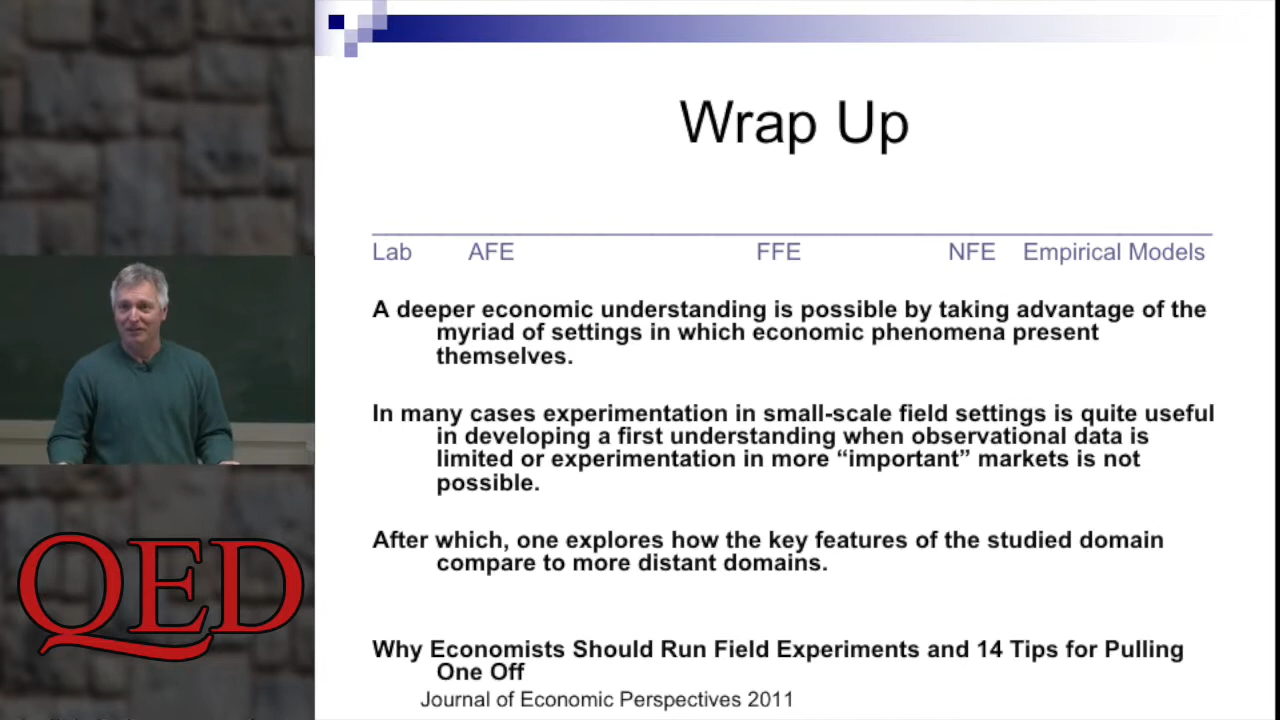 Wrap Up
Lab AFE FFE NFE Empirical Models
A deeper economic understanding is possible by taking advantage of the
myriad of settings in which economic phenomena present
themselves.
In many cases experimentation in small-scale field settings is quite useful
in developing a first understanding when observational data is
limited or experimentation in more “important” markets is not
possible.
After which, one explores how the key features of the studied domain
compare to more distant domains.
QED
Why Economists Should Run Field Experiments and 14 Tips for Pulling
One Off
Journal of Economic Perspectives 2011